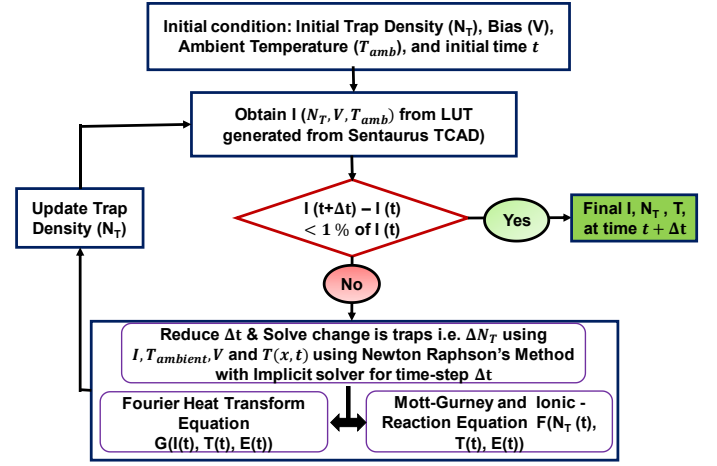 Initial condition: Initial Trap Density (N_T), Bias (V),
Ambient Temperature (T_amb), and initial time t
Obtain I (N_T, V, T_amb) from LUT
generated from Sentaurus TCAD)
I (t+Δt) – I (t)
< 1 % of I (t)
Yes
Final I, N_T , T,
at time t + Δt
Update Trap
Density (N_T)
No
Reduce Δt & Solve change is traps i.e. ΔN_T using
I, T_ambient, V and T(x, t) using Newton Raphson's Method
with Implicit solver for time-step Δt
Fourier Heat Transform
Equation
G(I(t), T(t), E(t))
Mott-Gurney and Ionic -
Reaction Equation F(N_T (t),
T(t), E(t))